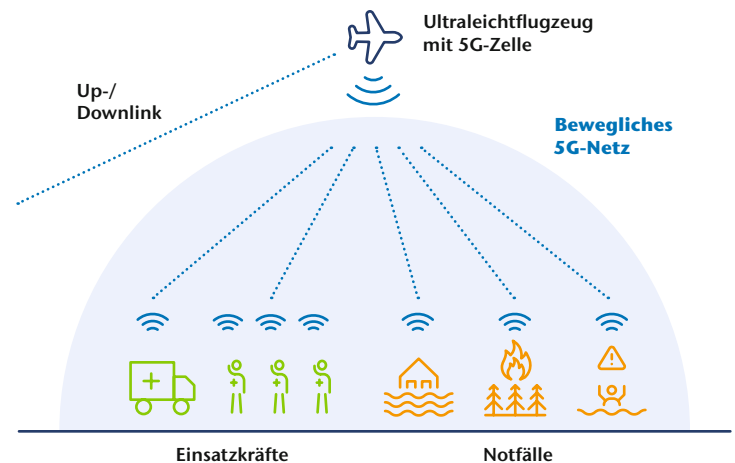 Ultraleichtflugzeug
mit 5G-Zelle
Up-/
Downlink
Bewegliches
5G-Netz
Einsatzkräfte
Notfälle